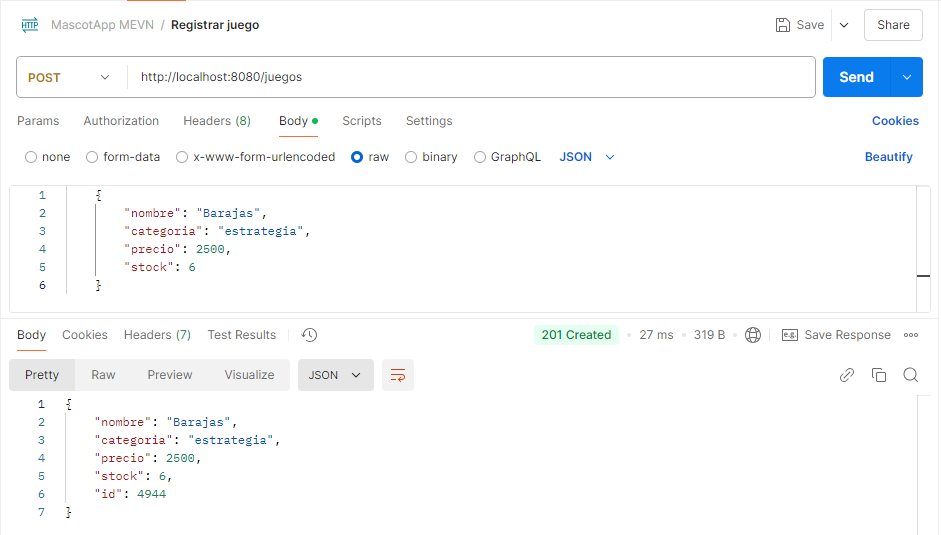 HTTP MascotApp MEVN / Registrar juego Save Share
POST http://localhost:8080/juegos Send
Params Authorization Headers (8) Body Scripts Settings Cookies
none form-data x-www-form-urlencoded raw binary GraphQL JSON Beautify
1 {
2 "nombre": "Barajas",
3 "categoria": "estrategia",
4 "precio": 2500,
5 "stock": 6
6 }
Body Cookies Headers (7) Test Results 201 Created 27 ms 319 B e.g. Save Response
Pretty Raw Preview Visualize JSON
1 {
2 "nombre": "Barajas",
3 "categoria": "estrategia",
4 "precio": 2500,
5 "stock": 6,
6 "id": 4944
7 }